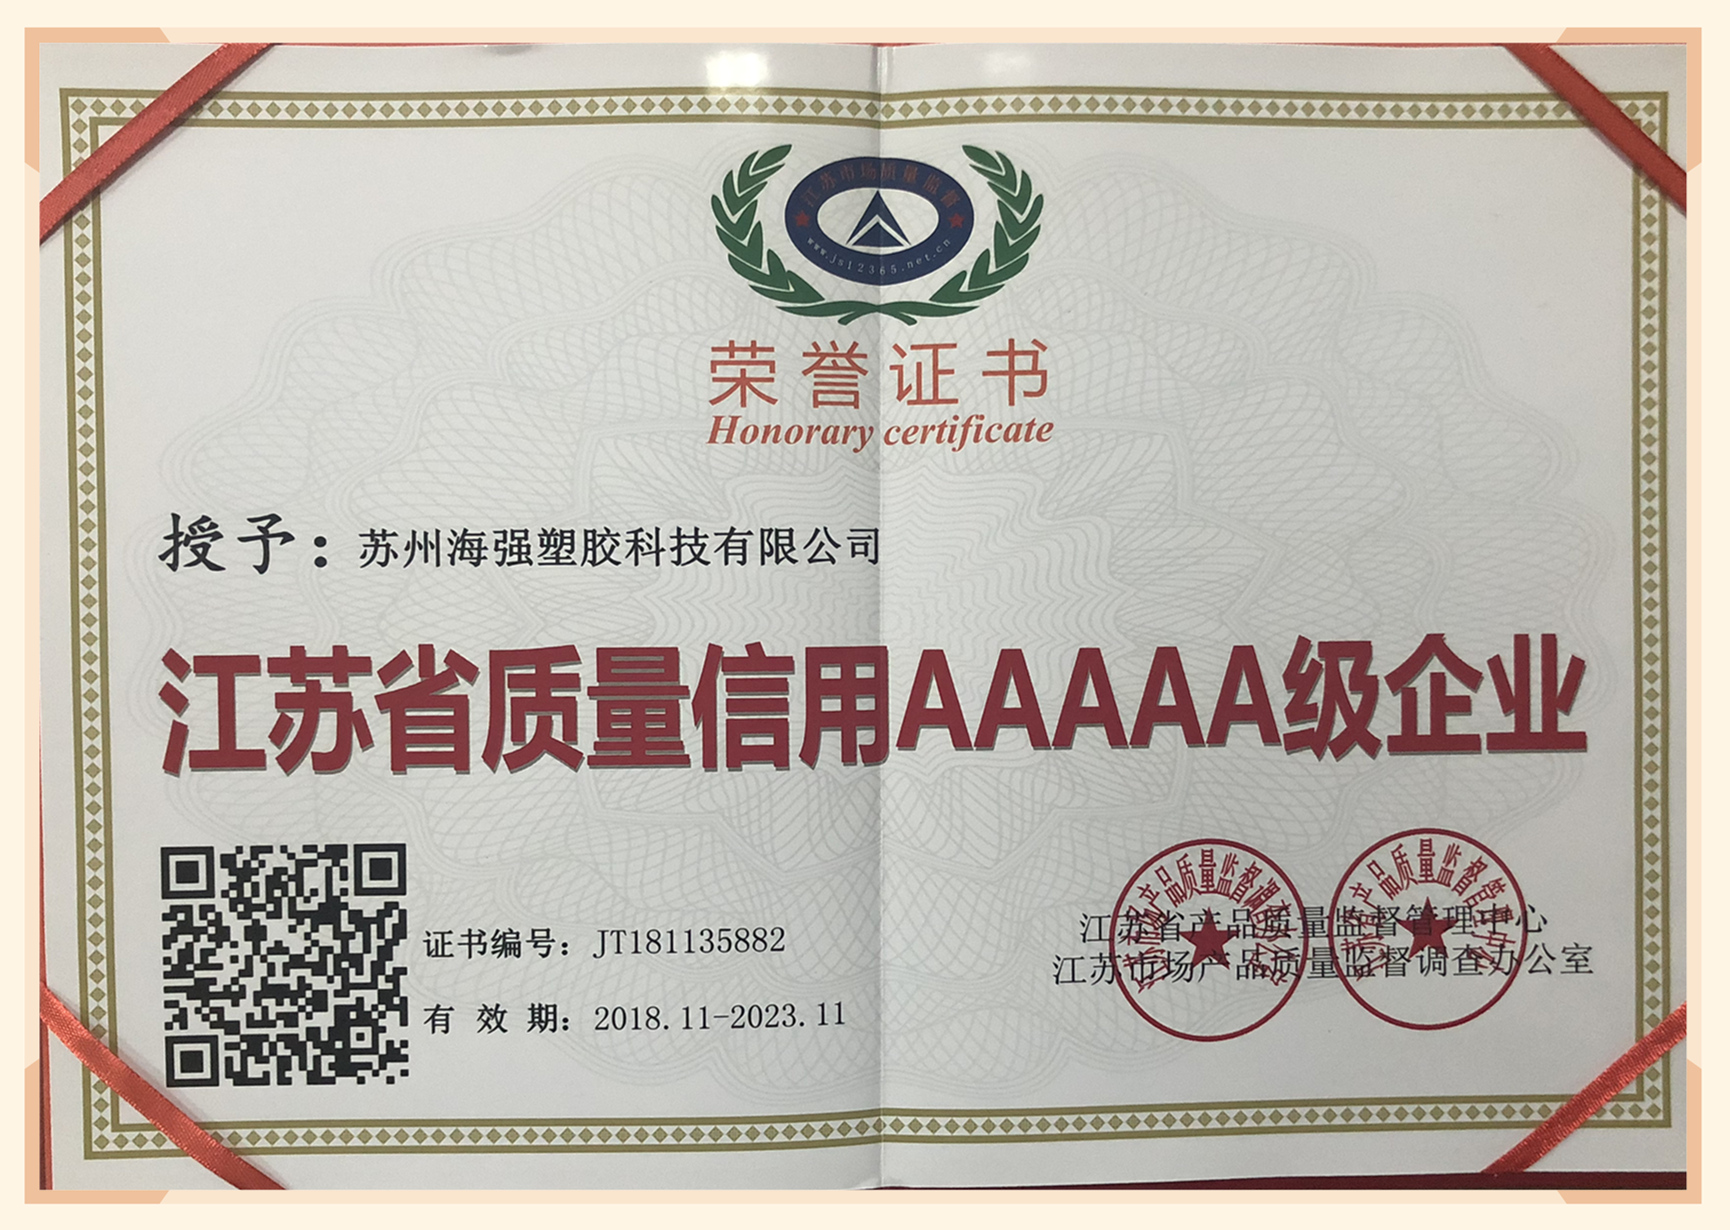 江苏市场质量监督
www.js12365.net.cn
荣誉证书
Honorary certificate
授予：苏州海强塑胶科技有限公司
江苏省质量信用AAAAA级企业
证书编号：JT181135882
有效期：2018.11-2023.11
江苏省产品质量监督管理中心
江苏市场产品质量监督调查办公室